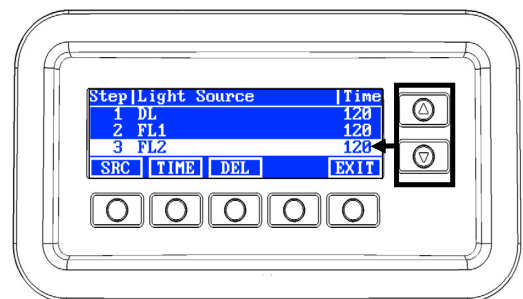 Step|Light Source |Time
1 DL 120
2 FL1 120
3 FL2 120
SRC TIME DEL EXIT